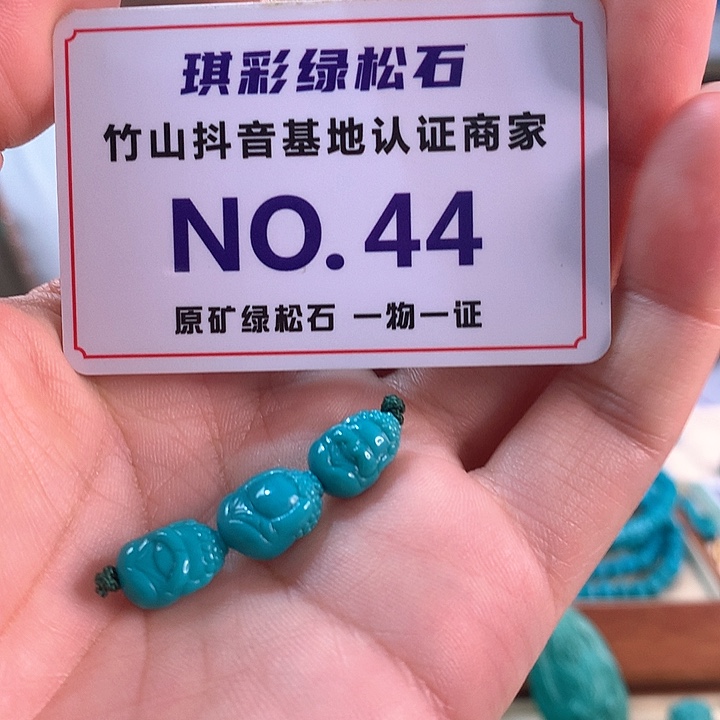 琪彩绿松石
竹山抖音基地认证商家
NO.44
原矿绿松石 一物一证